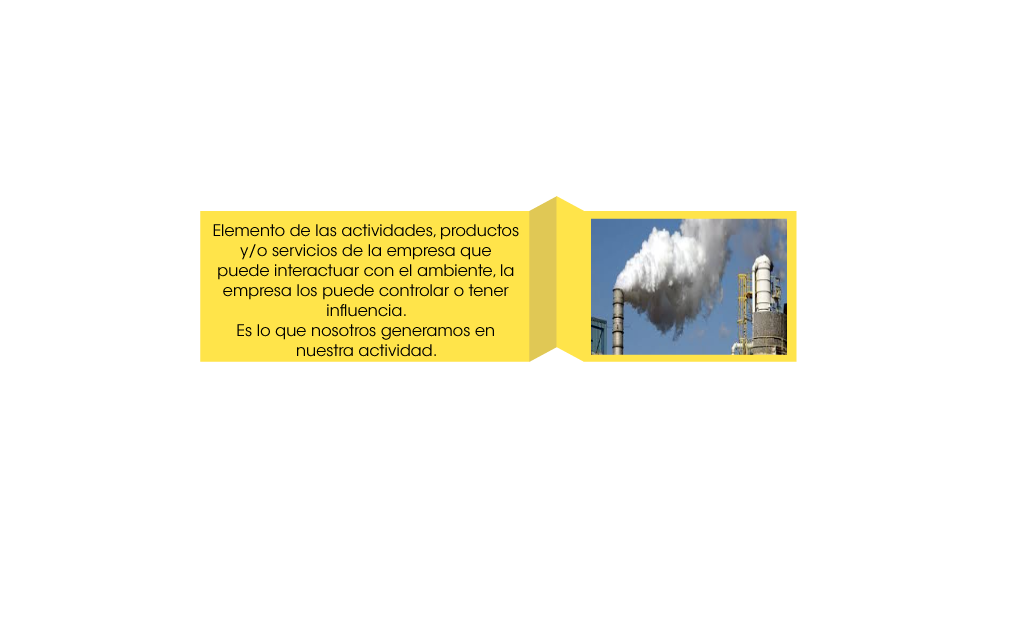 Elemento de las actividades, productos
y/o servicios de la empresa que
puede interactuar con el ambiente, la
empresa los puede controlar o tener
influencia.
Es lo que nosotros generamos en
nuestra actividad.